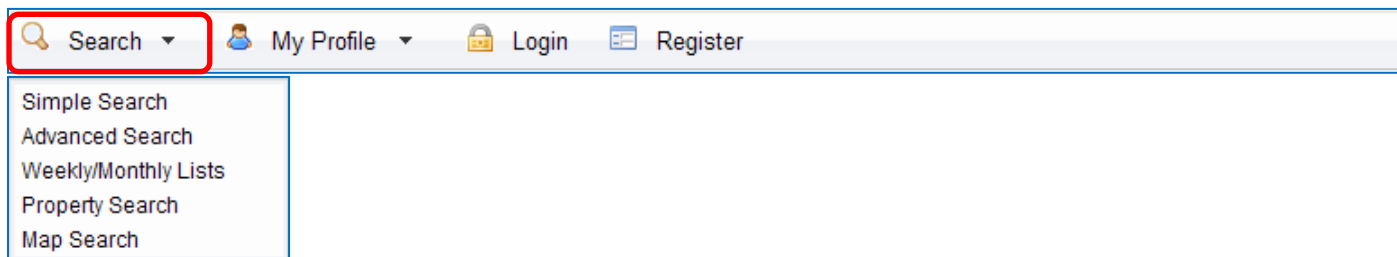 Search My Profile Login Register
Simple Search
Advanced Search
Weekly/Monthly Lists
Property Search
Map Search